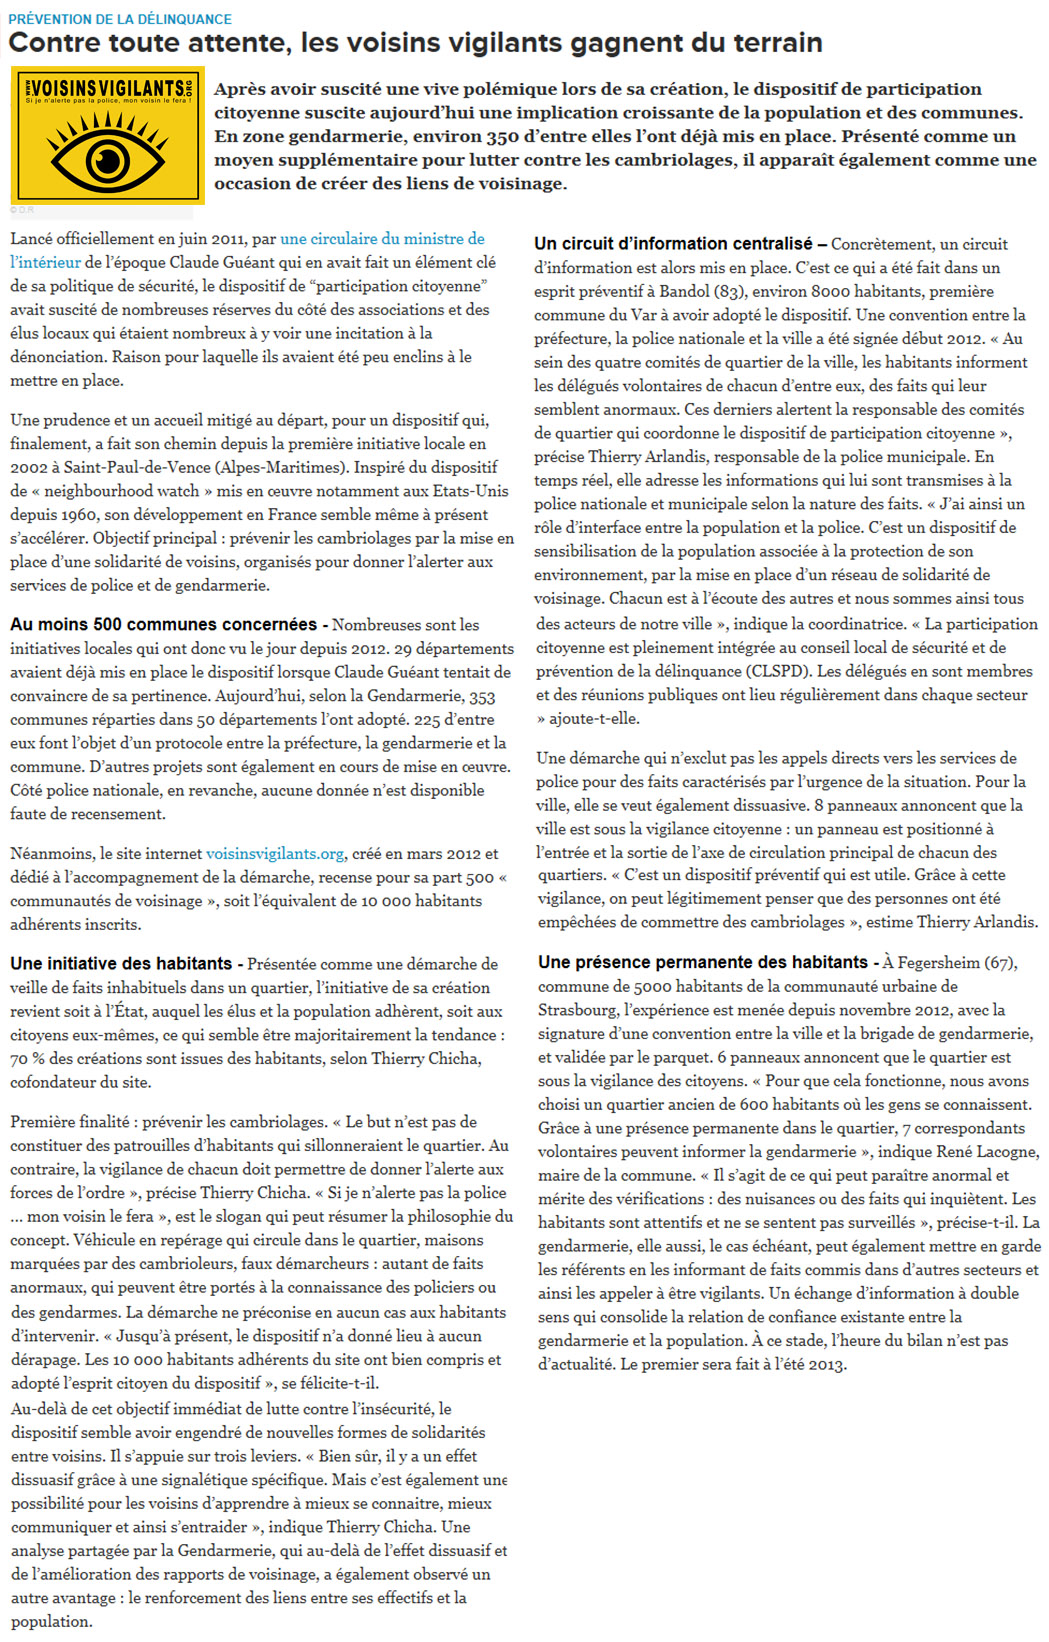 PRÉVENTION DE LA DÉLINQUANCE
Contre toute attente, les voisins vigilants gagnent du terrain
WWW.VOISINSVIGILANTS.ORG
Si je n'alerte pas la police, mon voisin le fera !
© D.R
Après avoir suscité une vive polémique lors de sa création, le dispositif de participation
citoyenne suscite aujourd’hui une implication croissante de la population et des communes.
En zone gendarmerie, environ 350 d’entre elles l’ont déjà mis en place. Présenté comme un
moyen supplémentaire pour lutter contre les cambriolages, il apparaît également comme une
occasion de créer des liens de voisinage.
Lancé officiellement en juin 2011, par une circulaire du ministre de
l’intérieur de l’époque Claude Guéant qui en avait fait un élément clé
de sa politique de sécurité, le dispositif de “participation citoyenne”
avait suscité de nombreuses réserves du côté des associations et des
élus locaux qui étaient nombreux à y voir une incitation à la
dénonciation. Raison pour laquelle ils avaient été peu enclins à le
mettre en place.
Une prudence et un accueil mitigé au départ, pour un dispositif qui,
finalement, a fait son chemin depuis la première initiative locale en
2002 à Saint-Paul-de-Vence (Alpes-Maritimes). Inspiré du dispositif
de « neighbourhood watch » mis en œuvre notamment aux Etats-Unis
depuis 1960, son développement en France semble même à présent
s’accélérer. Objectif principal : prévenir les cambriolages par la mise en
place d’une solidarité de voisins, organisés pour donner l’alerter aux
services de police et de gendarmerie.
Au moins 500 communes concernées - Nombreuses sont les
initiatives locales qui ont donc vu le jour depuis 2012. 29 départements
avaient déjà mis en place le dispositif lorsque Claude Guéant tentait de
convaincre de sa pertinence. Aujourd’hui, selon la Gendarmerie, 353
communes réparties dans 50 départements l’ont adopté. 225 d’entre
eux font l’objet d’un protocole entre la préfecture, la gendarmerie et la
commune. D’autres projets sont également en cours de mise en œuvre.
Côté police nationale, en revanche, aucune donnée n’est disponible
faute de recensement.
Néanmoins, le site internet voisinsvigilants.org, créé en mars 2012 et
dédié à l’accompagnement de la démarche, recense pour sa part 500 «
communautés de voisinage », soit l’équivalent de 10 000 habitants
adhérents inscrits.
Une initiative des habitants - Présentée comme une démarche de
veille de faits inhabituels dans un quartier, l’initiative de sa création
revient soit à l’État, auquel les élus et la population adhèrent, soit aux
citoyens eux-mêmes, ce qui semble être majoritairement la tendance :
70 % des créations sont issues des habitants, selon Thierry Chicha,
cofondateur du site.
Première finalité : prévenir les cambriolages. « Le but n’est pas de
constituer des patrouilles d’habitants qui sillonneraient le quartier. Au
contraire, la vigilance de chacun doit permettre de donner l’alerte aux
forces de l’ordre », précise Thierry Chicha. « Si je n’alerte pas la police
... mon voisin le fera », est le slogan qui peut résumer la philosophie du
concept. Véhicule en repérage qui circule dans le quartier, maisons
marquées par des cambrioleurs, faux démarcheurs : autant de faits
anormaux, qui peuvent être portés à la connaissance des policiers ou
des gendarmes. La démarche ne préconise en aucun cas aux habitants
d’intervenir. « Jusqu’à présent, le dispositif n’a donné lieu à aucun
dérapage. Les 10 000 habitants adhérents du site ont bien compris et
adopté l’esprit citoyen du dispositif », se félicite-t-il.
Au-delà de cet objectif immédiat de lutte contre l’insécurité, le
dispositif semble avoir engendré de nouvelles formes de solidarités
entre voisins. Il s’appuie sur trois leviers. « Bien sûr, il y a un effet
dissuasif grâce à une signalétique spécifique. Mais c’est également une
possibilité pour les voisins d’apprendre à mieux se connaitre, mieux
communiquer et ainsi s’entraider », indique Thierry Chicha. Une
analyse partagée par la Gendarmerie, qui au-delà de l’effet dissuasif et
de l’amélioration des rapports de voisinage, a également observé un
autre avantage : le renforcement des liens entre ses effectifs et la
population.
Un circuit d’information centralisé – Concrètement, un circuit
d’information est alors mis en place. C’est ce qui a été fait dans un
esprit préventif à Bandol (83), environ 8000 habitants, première
commune du Var à avoir adopté le dispositif. Une convention entre la
préfecture, la police nationale et la ville a été signée début 2012. « Au
sein des quatre comités de quartier de la ville, les habitants informent
les délégués volontaires de chacun d’entre eux, des faits qui leur
semblent anormaux. Ces derniers alertent la responsable des comités
de quartier qui coordonne le dispositif de participation citoyenne »,
précise Thierry Arlandis, responsable de la police municipale. En
temps réel, elle adresse les informations qui lui sont transmises à la
police nationale et municipale selon la nature des faits. « J’ai ainsi un
rôle d’interface entre la population et la police. C’est un dispositif de
sensibilisation de la population associée à la protection de son
environnement, par la mise en place d’un réseau de solidarité de
voisinage. Chacun est à l’écoute des autres et nous sommes ainsi tous
des acteurs de notre ville », indique la coordinatrice. « La participation
citoyenne est pleinement intégrée au conseil local de sécurité et de
prévention de la délinquance (CLSPD). Les délégués en sont membres
et des réunions publiques ont lieu régulièrement dans chaque secteur
» ajoute-t-elle.
Une démarche qui n’exclut pas les appels directs vers les services de
police pour des faits caractérisés par l’urgence de la situation. Pour la
ville, elle se veut également dissuasive. 8 panneaux annoncent que la
ville est sous la vigilance citoyenne : un panneau est positionné à
l’entrée et la sortie de l’axe de circulation principal de chacun des
quartiers. « C’est un dispositif préventif qui est utile. Grâce à cette
vigilance, on peut légitimement penser que des personnes ont été
empêchées de commettre des cambriolages », estime Thierry Arlandis.
Une présence permanente des habitants - À Fegersheim (67),
commune de 5000 habitants de la communauté urbaine de
Strasbourg, l’expérience est menée depuis novembre 2012, avec la
signature d’une convention entre la ville et la brigade de gendarmerie,
et validée par le parquet. 6 panneaux annoncent que le quartier est
sous la vigilance des citoyens. « Pour que cela fonctionne, nous avons
choisi un quartier ancien de 600 habitants où les gens se connaissent.
Grâce à une présence permanente dans le quartier, 7 correspondants
volontaires peuvent informer la gendarmerie », indique René Lacogne,
maire de la commune. « Il s’agit de ce qui peut paraître anormal et
mérite des vérifications : des nuisances ou des faits qui inquiètent. Les
habitants sont attentifs et ne se sentent pas surveillés », précise-t-il. La
gendarmerie, elle aussi, le cas échéant, peut également mettre en garde
les référents en les informant de faits commis dans d’autres secteurs et
ainsi les appeler à être vigilants. Un échange d’information à double
sens qui consolide la relation de confiance existante entre la
gendarmerie et la population. À ce stade, l’heure du bilan n’est pas
d’actualité. Le premier sera fait à l’été 2013.